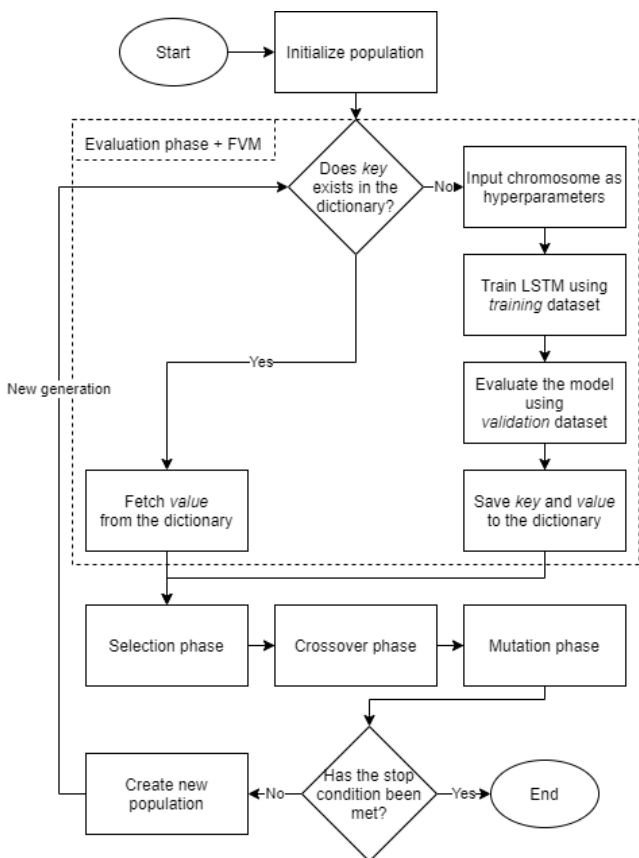 Start
Initialize population
Evaluation phase + FVM
Does key
exists in the
dictionary?
No
Input chromosome as
hyperparameters
Train LSTM using
training dataset
Yes
New generation
Evaluate the model
using
validation dataset
Fetch value
from the dictionary
Save key and value
to the dictionary
Selection phase
Crossover phase
Mutation phase
Create new
population
No
Has the stop
condition been
met?
Yes
End